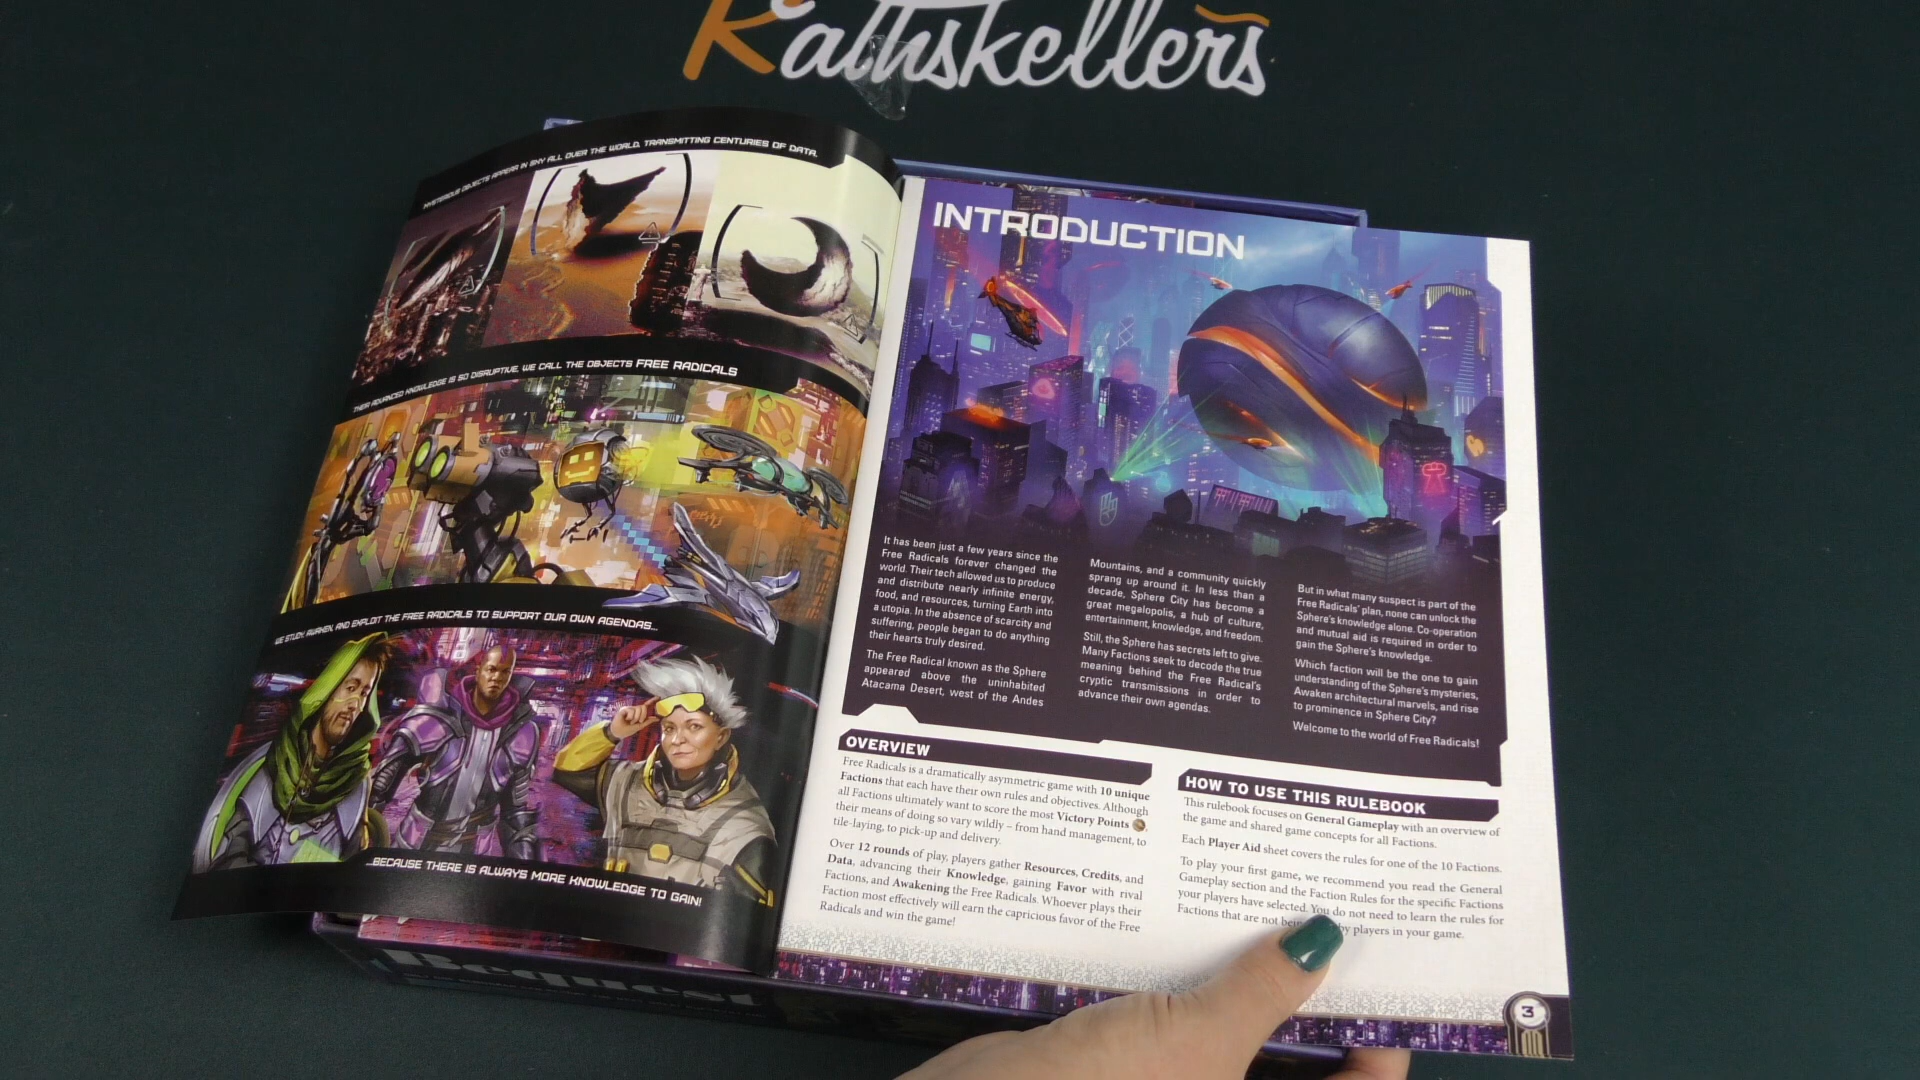 Rathskellers
MYSTERIOUS OBJECTS APPEAR IN SKY ALL OVER THE WORLD, TRANSMITTING CENTURIES OF DATA.
THEIR ADVANCED KNOWLEDGE IS SO DISRUPTIVE, WE CALL THE OBJECTS FREE RADICALS
WE STUDY, AWAKEN, AND EXPLOIT THE FREE RADICALS TO SUPPORT OUR OWN AGENDAS...
...BECAUSE THERE IS ALWAYS MORE KNOWLEDGE TO GAIN!
INTRODUCTION
It has been just a few years since the
Free Radicals forever changed the
world. Their tech allowed us to produce
and distribute nearly infinite energy,
food, and resources, turning Earth into
a utopia. In the absence of scarcity and
suffering, people began to do anything
their hearts truly desired.
The Free Radical known as the Sphere
appeared above the uninhabited
Atacama Desert, west of the Andes
Mountains, and a community quickly
sprang up around it. In less than a
decade, Sphere City has become a
great megalopolis, a hub of culture,
entertainment, knowledge, and freedom.
Still, the Sphere has secrets left to give.
Many Factions seek to decode the true
meaning behind the Free Radical's
cryptic transmissions in order to
advance their own agendas.
But in what many suspect is part of the
Free Radicals' plan, none can unlock the
Sphere's knowledge alone. Co-operation
and mutual aid is required in order to
gain the Sphere's knowledge.
Which faction will be the one to gain
understanding of the Sphere's mysteries,
Awaken architectural marvels, and rise
to prominence in Sphere City?
Welcome to the world of Free Radicals!
OVERVIEW
Free Radicals is a dramatically asymmetric game with 10 unique
Factions that each have their own rules and objectives. Although
all Factions ultimately want to score the most Victory Points ,
their means of doing so vary wildly – from hand management, to
tile-laying, to pick-up and delivery.
Over 12 rounds of play, players gather Resources, Credits, and
Data, advancing their Knowledge, gaining Favor with rival
Factions, and Awakening the Free Radicals. Whoever plays their
Faction most effectively will earn the capricious favor of the Free
Radicals and win the game!
HOW TO USE THIS RULEBOOK
This rulebook focuses on General Gameplay with an overview of
the game and shared game concepts for all Factions.
Each Player Aid sheet covers the rules for one of the 10 Factions.
To play your first game, we recommend you read the General
Gameplay section and the Faction Rules for the specific Factions
your players have selected. You do not need to learn the rules for
Factions that are not by players in your game.
3
Bequest